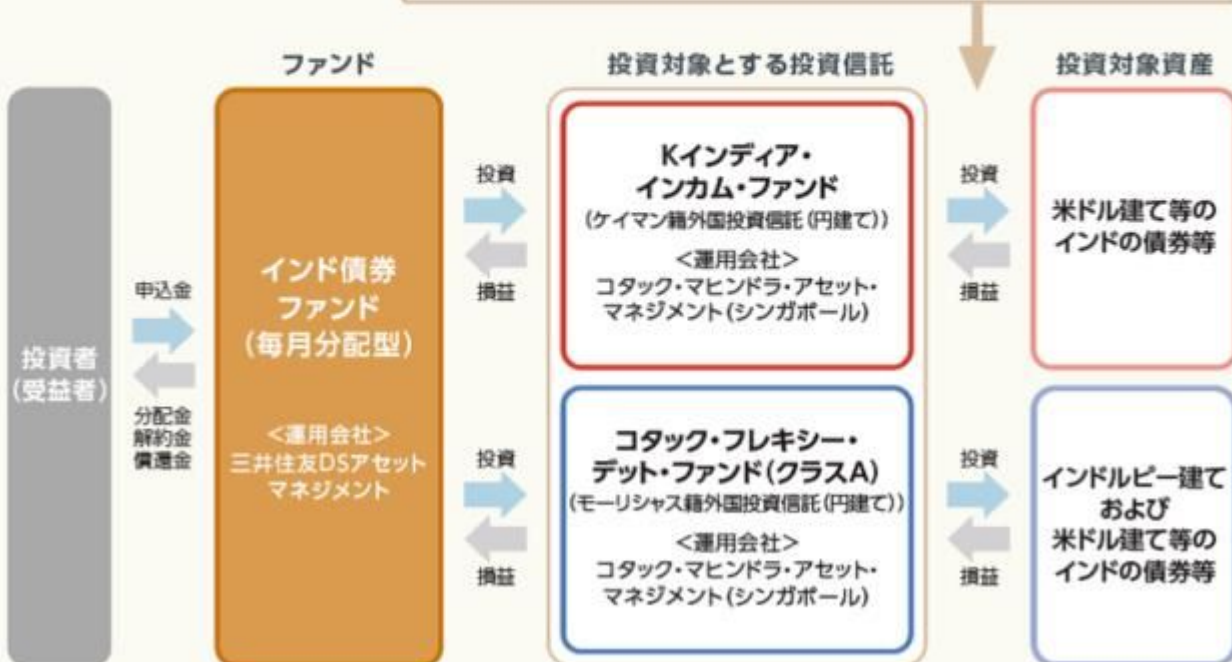 ファンド
投資対象とする投資信託
投資対象資産
投資者
(受益者)
申込金
分配金
解約金
償還金
インド債券
ファンド
(毎月分配型)
<運用会社>
三井住友DSアセット
マネジメント
投資
損益
Kインディア・
インカム・ファンド
(ケイマン籍外国投資信託(円建て))
<運用会社>
コタック・マヒンドラ・アセット・
マネジメント(シンガポール)
投資
損益
米ドル建て等の
インドの債券等
投資
損益
コタック・フレキシー・
デット・ファンド(クラスA)
(モーリシャス籍外国投資信託(円建て))
<運用会社>
コタック・マヒンドラ・アセット・
マネジメント(シンガポール)
投資
損益
インドルピー建て
および
米ドル建て等の
インドの債券等